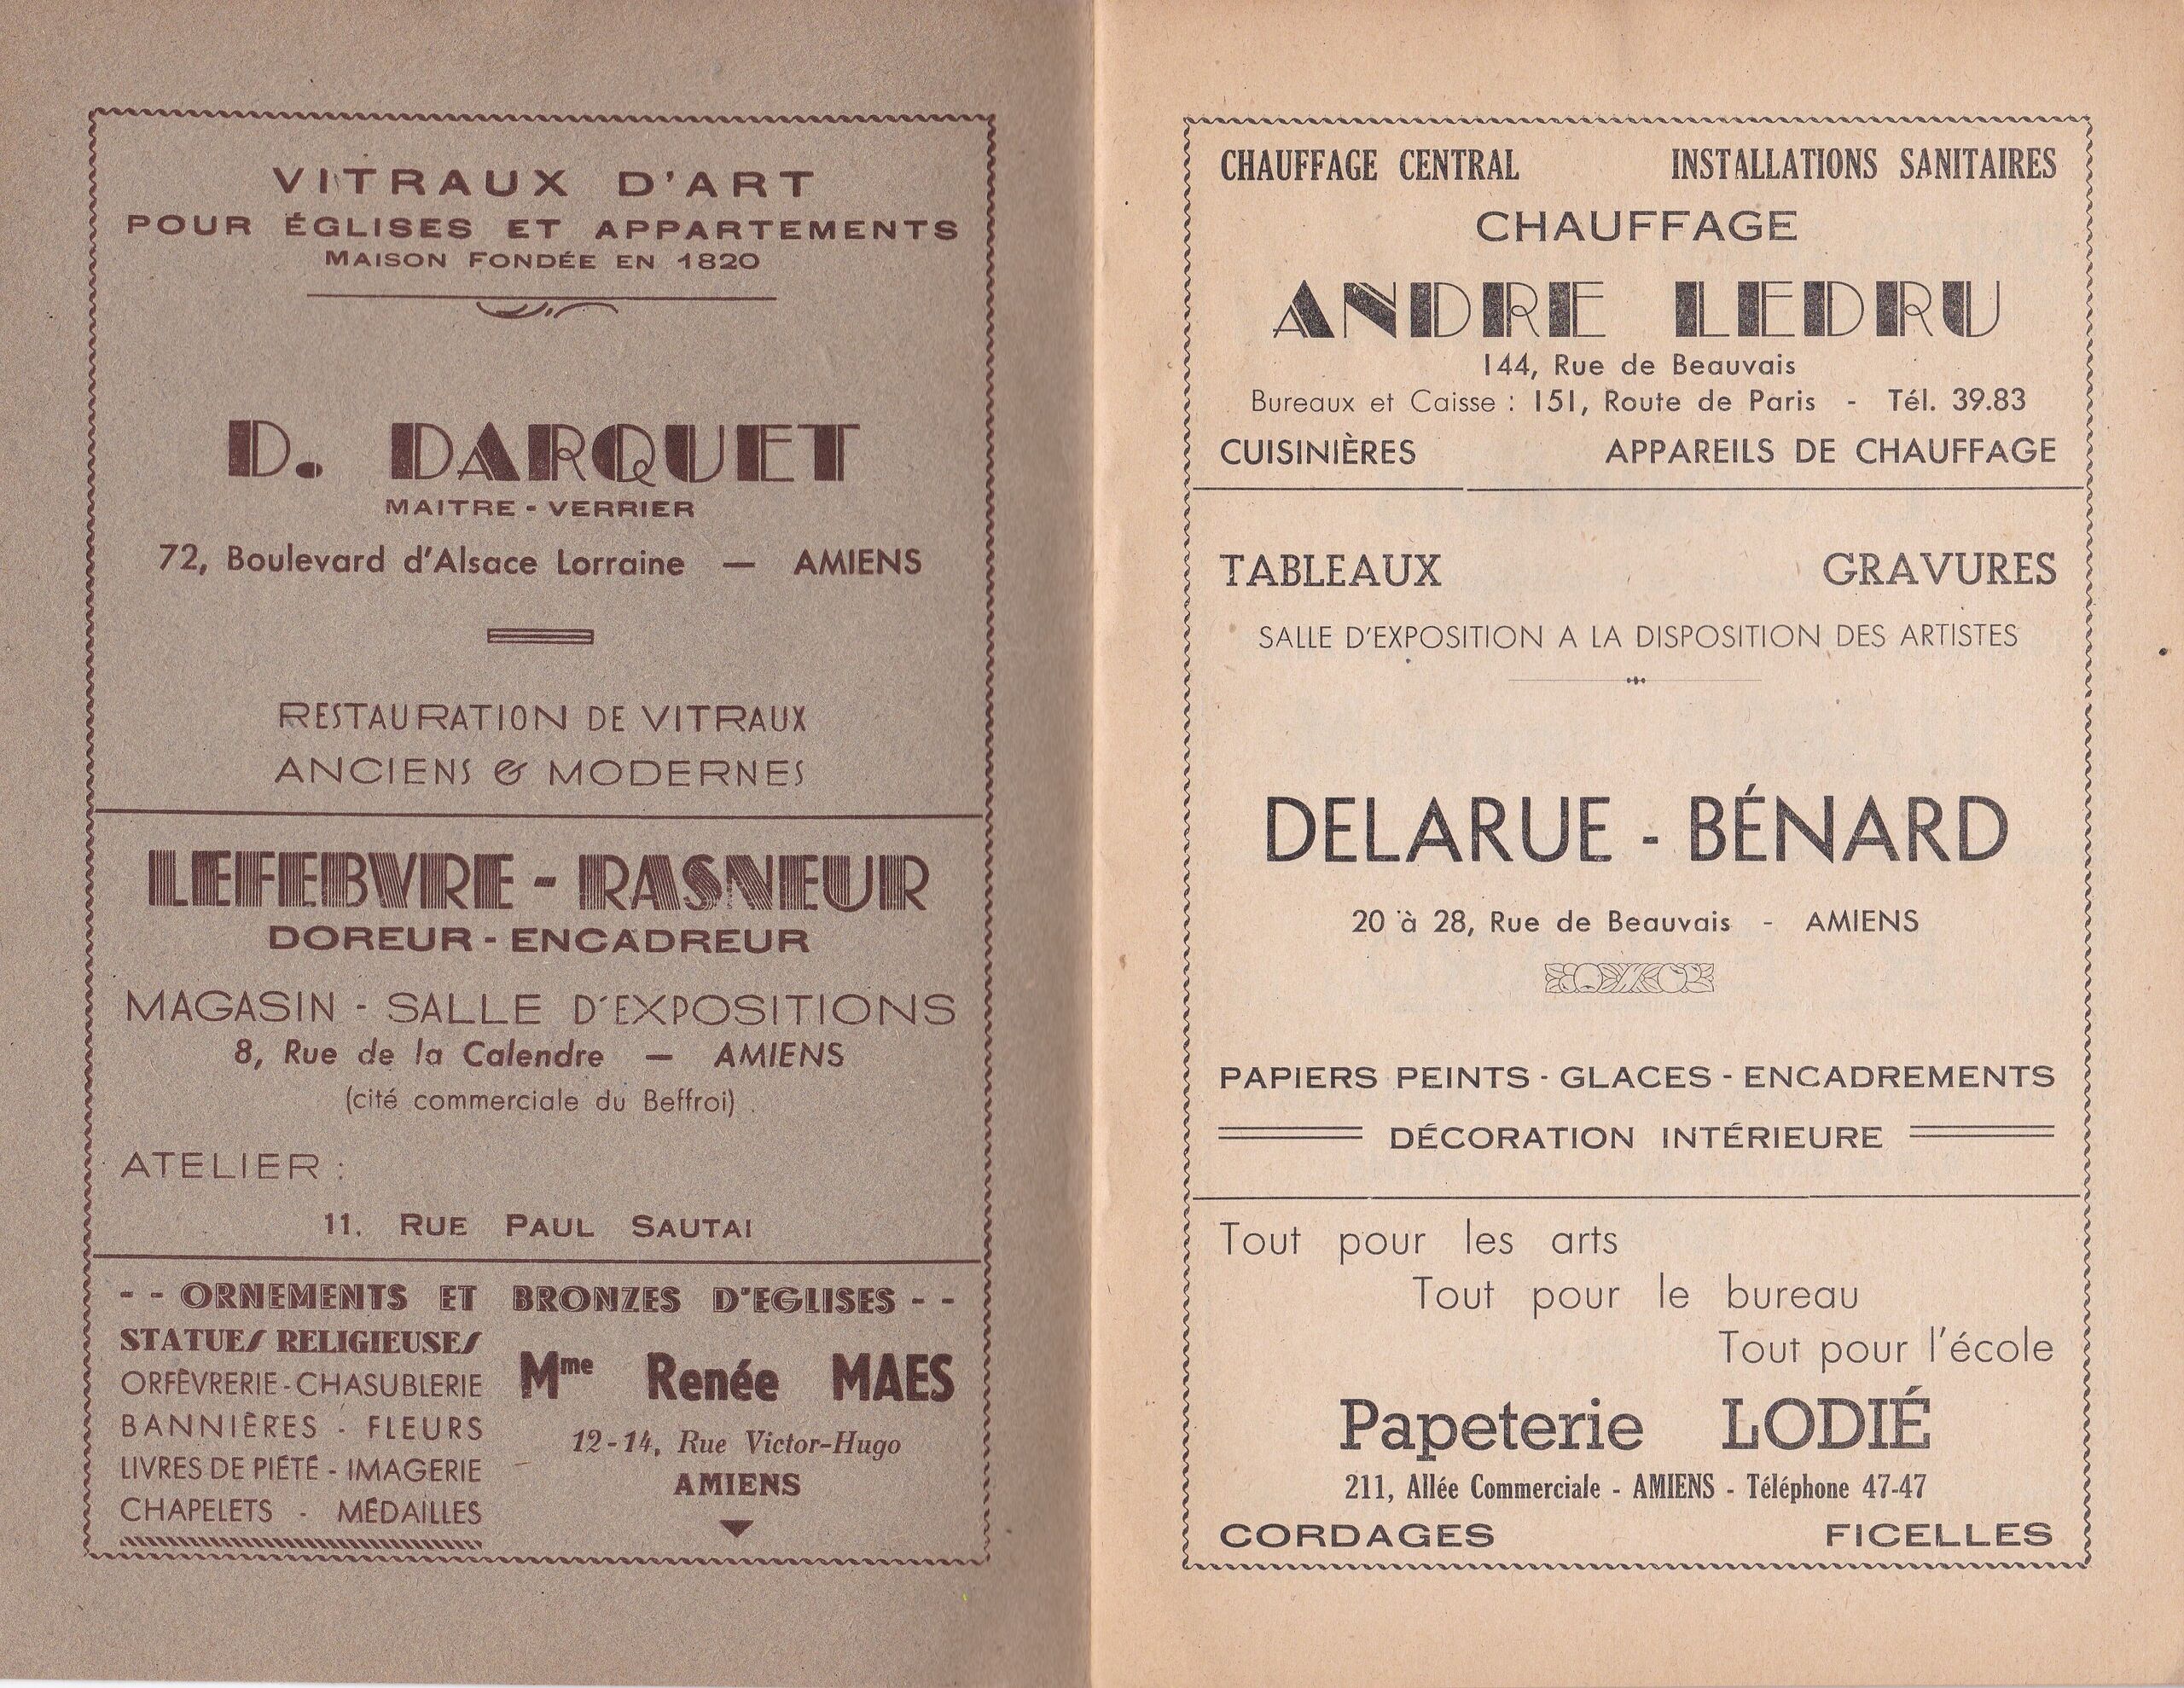 VITRAUX D'ART
POUR ÉGLISES ET APPARTEMENTS
MAISON FONDÉE EN 1820
D. DARQUET
MAITRE - VERRIER
72, Boulevard d'Alsace Lorraine — AMIENS
RESTAURATION DE VITRAUX
ANCIENS & MODERNES
LEFEBVRE - RASNEUR
DOREUR - ENCADREUR
MAGASIN - SALLE D'EXPOSITIONS
8, Rue de la Calendre — AMIENS
(cité commerciale du Beffroi)
ATELIER :
11, RUE PAUL SAUTAI
- - ORNEMENTS ET BRONZES D'EGLISES - -
STATUES RELIGIEUSES
ORFÈVRERIE - CHASUBLERIE
BANNIÈRES - FLEURS
LIVRES DE PIÉTÉ - IMAGERIE
CHAPELETS - MÉDAILLES
Mme Renée MAES
12-14, Rue Victor-Hugo
AMIENS
CHAUFFAGE CENTRAL INSTALLATIONS SANITAIRES
CHAUFFAGE
ANDRE LEDRU
144, Rue de Beauvais
Bureaux et Caisse : 151, Route de Paris - Tél. 39.83
CUISINIÈRES APPAREILS DE CHAUFFAGE
TABLEAUX GRAVURES
SALLE D'EXPOSITION A LA DISPOSITION DES ARTISTES
DELARUE - BÉNARD
20 à 28, Rue de Beauvais - AMIENS
PAPIERS PEINTS - GLACES - ENCADREMENTS
DÉCORATION INTÉRIEURE
Tout pour les arts
Tout pour le bureau
Tout pour l'école
Papeterie LODIÉ
211, Allée Commerciale - AMIENS - Téléphone 47-47
CORDAGES FICELLES